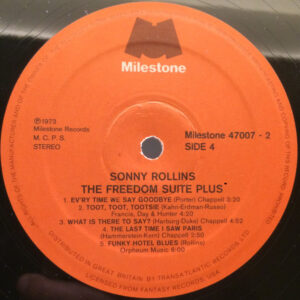 Milestone
℗1973
Milestone Records
M. C. P. S.
STEREO
Milestone 47007 - 2
SIDE 4
SONNY ROLLINS
THE FREEDOM SUITE PLUS
1. EV'RY TIME WE SAY GOODBYE (Porter) Chappell 3:20
2. TOOT, TOOT, TOOTSIE (Kahn-Erdman-Russo)
Francis, Day & Hunter 4:20
3. WHAT IS THERE TO SAY? (Harburg-Duke) Chappell 4:52
4. THE LAST TIME I SAW PARIS
(Hammerstein-Kern) Chappell 2:55
5. FUNKY HOTEL BLUES (Rollins)
Orpheum Music 6:00
DISTRIBUTED IN GREAT BRITAIN BY TRANSATLANTIC RECORDS LTD.
LICENSED FROM FANTASY RECORDS, USA